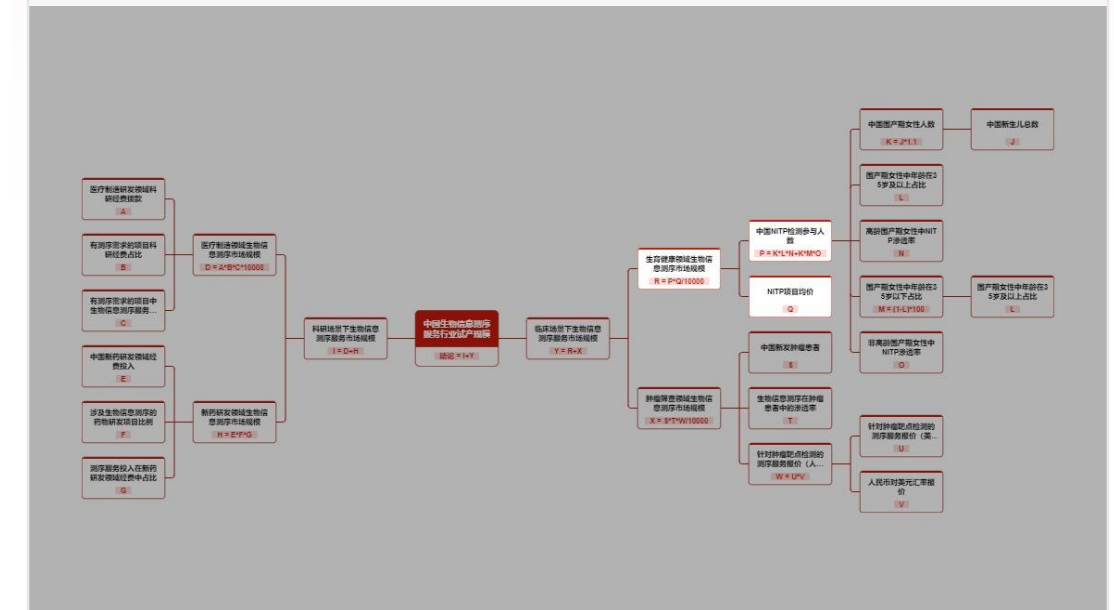 医疗制造研发领域科
研经费拨款
A
有测序需求的项目科
研经费占比
B
有测序需求的项目中
生物信息测序服务...
C
医疗制造领域生物信
息测序市场规模
D = A*B*C*10000
中国新药研发领域经
费投入
E
涉及生物信息测序的
药物研发项目比例
F
测序服务投入在新药
研发领域经费中占比
G
新药研发领域生物信
息测序市场规模
H = E*F*G
科研场景下生物信息
测序服务市场规模
I = D+H
中国生物信息测序
服务行业试产规模
结论 = I+Y
临床场景下生物信息
测序服务市场规模
Y = R+X
生育健康领域生物信
息测序市场规模
R = P*Q/10000
中国NITP检测参与人
数
P = K*L*N+K*M*O
NITP项目均价
Q
中国围产期女性人数
K = J*1.1
中国新生儿总数
J
围产期女性中年龄在3
5岁及以上占比
L
高龄围产期女性中NIT
P渗透率
N
围产期女性中年龄在3
5岁以下占比
M = (1-L)*100
围产期女性中年龄在3
5岁及以上占比
L
非高龄围产期女性中
NITP渗透率
O
肿瘤筛查领域生物信
息测序市场规模
X = S*T*W/10000
中国新发肿瘤患者
S
生物信息测序在肿瘤
患者中的渗透率
T
针对肿瘤靶点检测的
测序服务报价（人...
W = U*V
针对肿瘤靶点检测的
测序服务报价（美...
U
人民币对美元汇率报
价
V